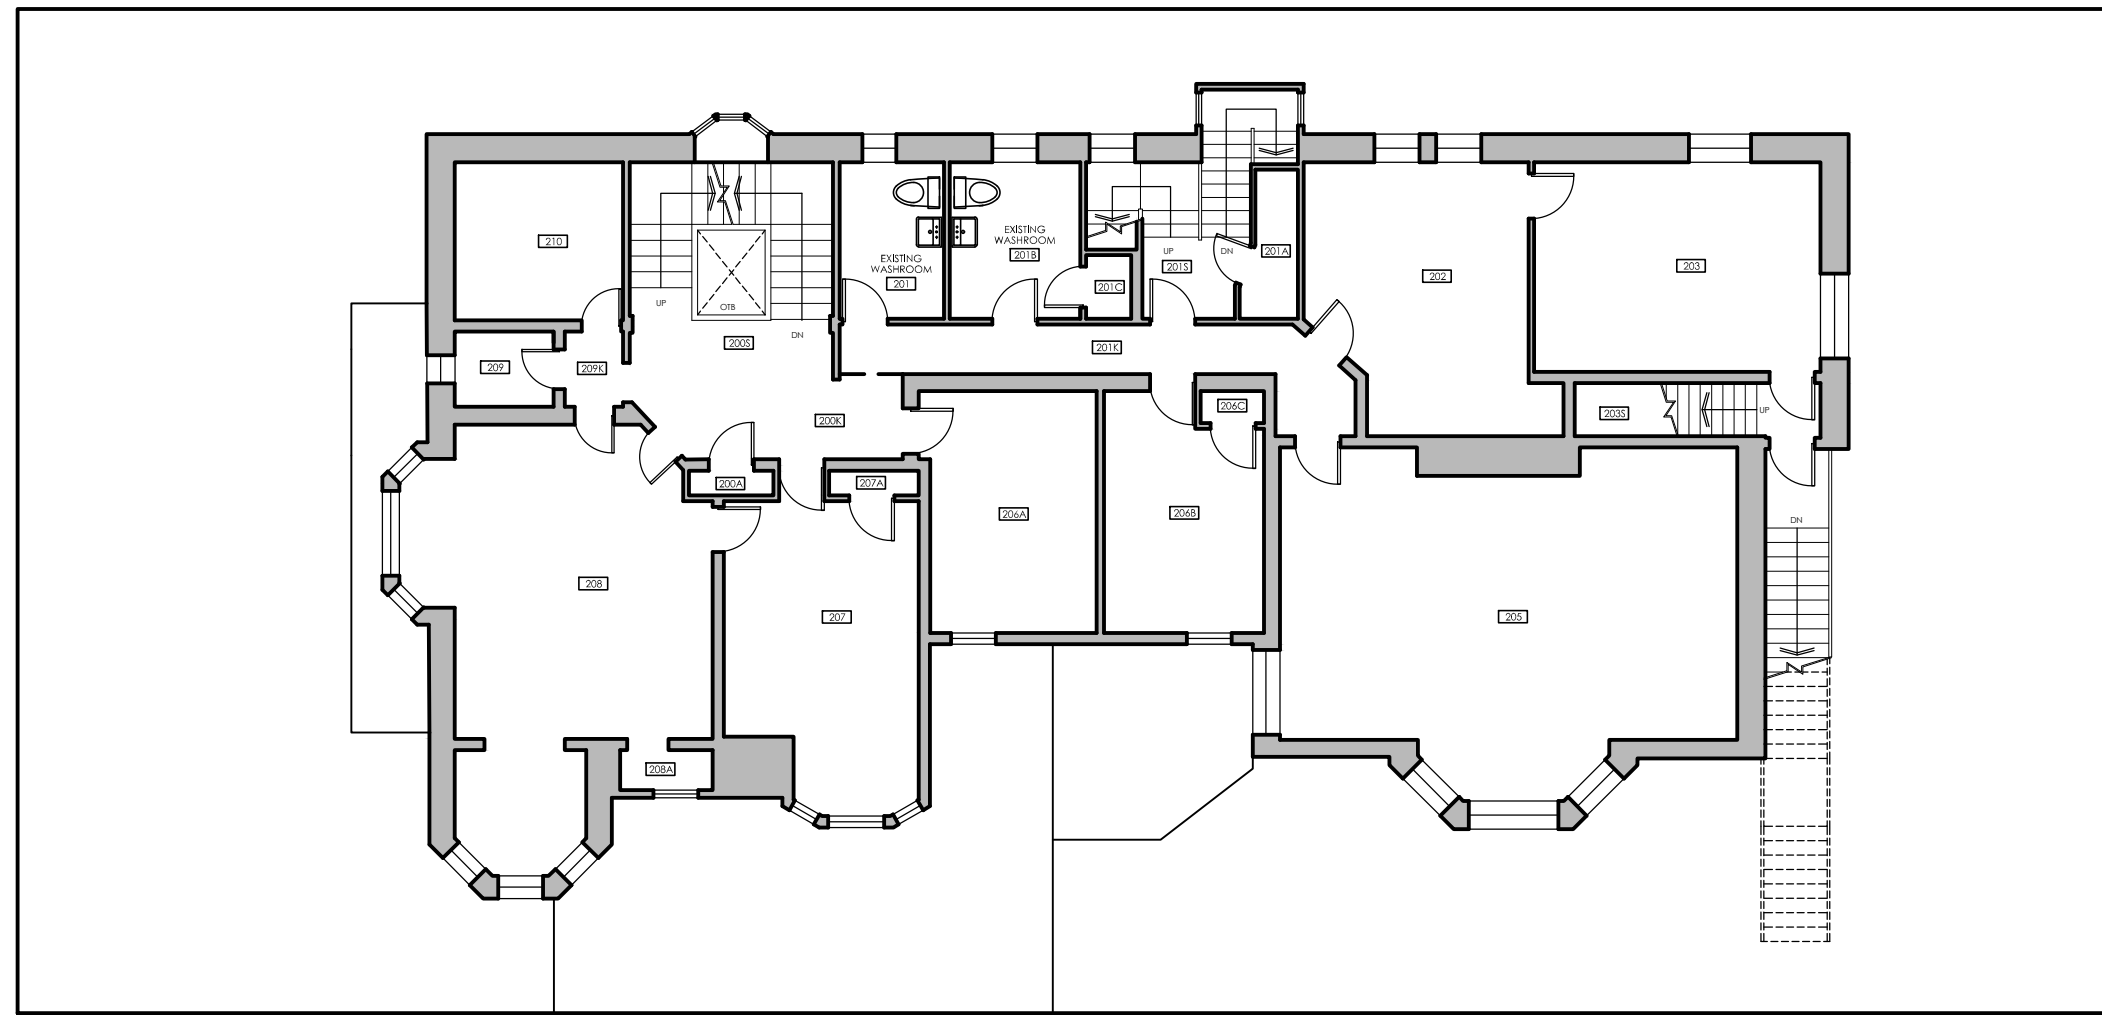 210
UP
OTB
DN
200S
209
209K
EXISTING
WASHROOM
201
EXISTING
WASHROOM
201B
201C
UP
201S
DN
201A
201K
202
203
203S
UP
200K
200A
207A
206C
206A
206B
208
207
205
DN
208A